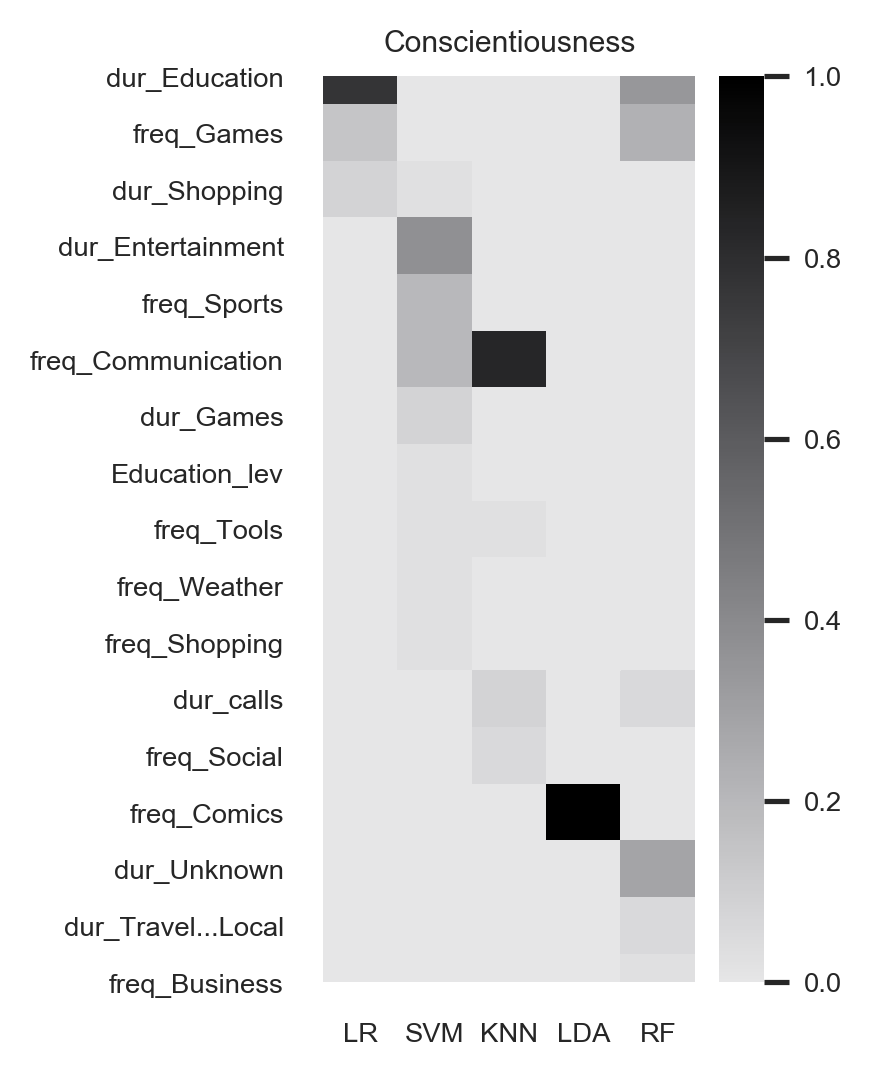 Conscientiousness
dur_Education
freq_Games
dur_Shopping
dur_Entertainment
freq_Sports
freq_Communication
dur_Games
Education_lev
freq_Tools
freq_Weather
freq_Shopping
dur_calls
freq_Social
freq_Comics
dur_Unknown
dur_Travel...Local
freq_Business
LR SVM KNN LDA RF
1.0
0.8
0.6
0.4
0.2
0.0